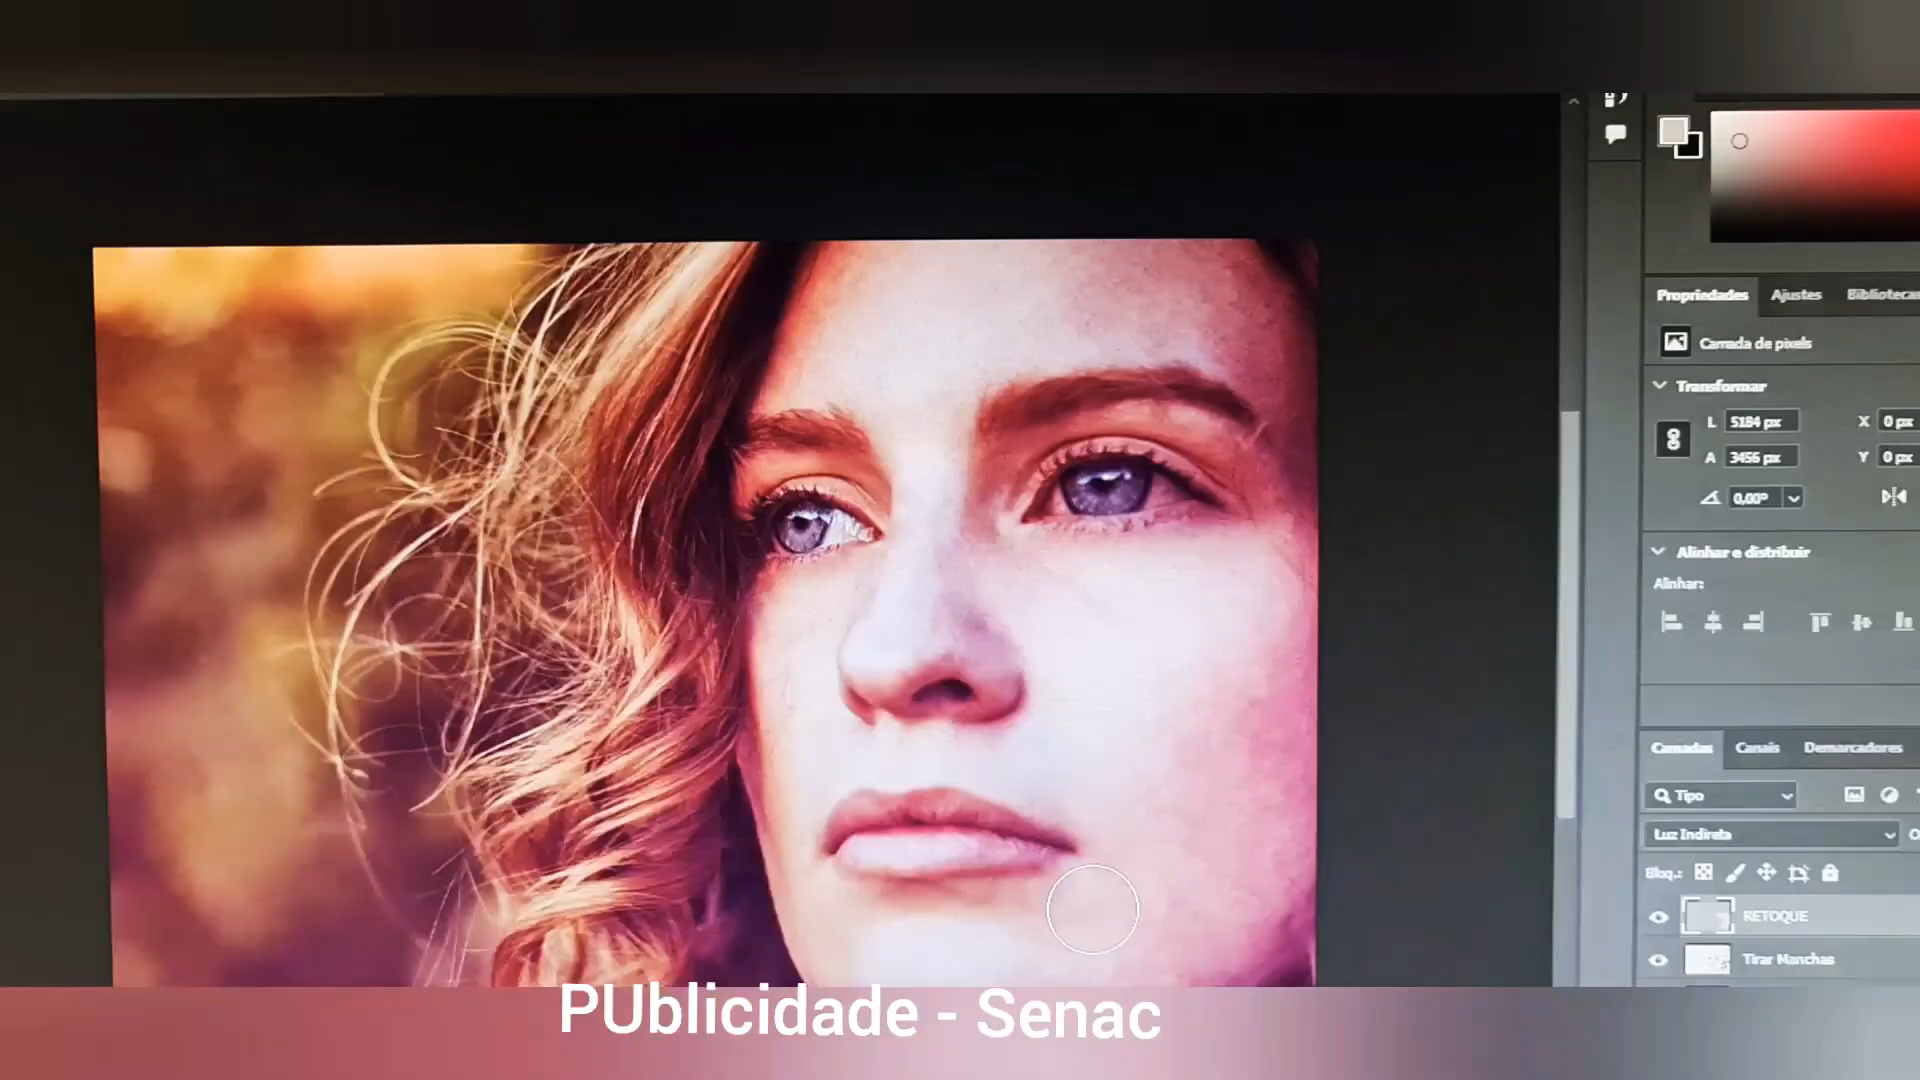 Propriedades Ajustes Bibliotecas
Camada de pixels
Transformar
L 5184 px X 0 px
A 3456 px Y 0 px
0,00°
Alinhar e distribuir
Alinhar:
Camadas Canais Demarcadores
Tipo
Luz Indireta O
Bloq.:
RETOQUE
Tirar Manchas
PUblicidade - Senac